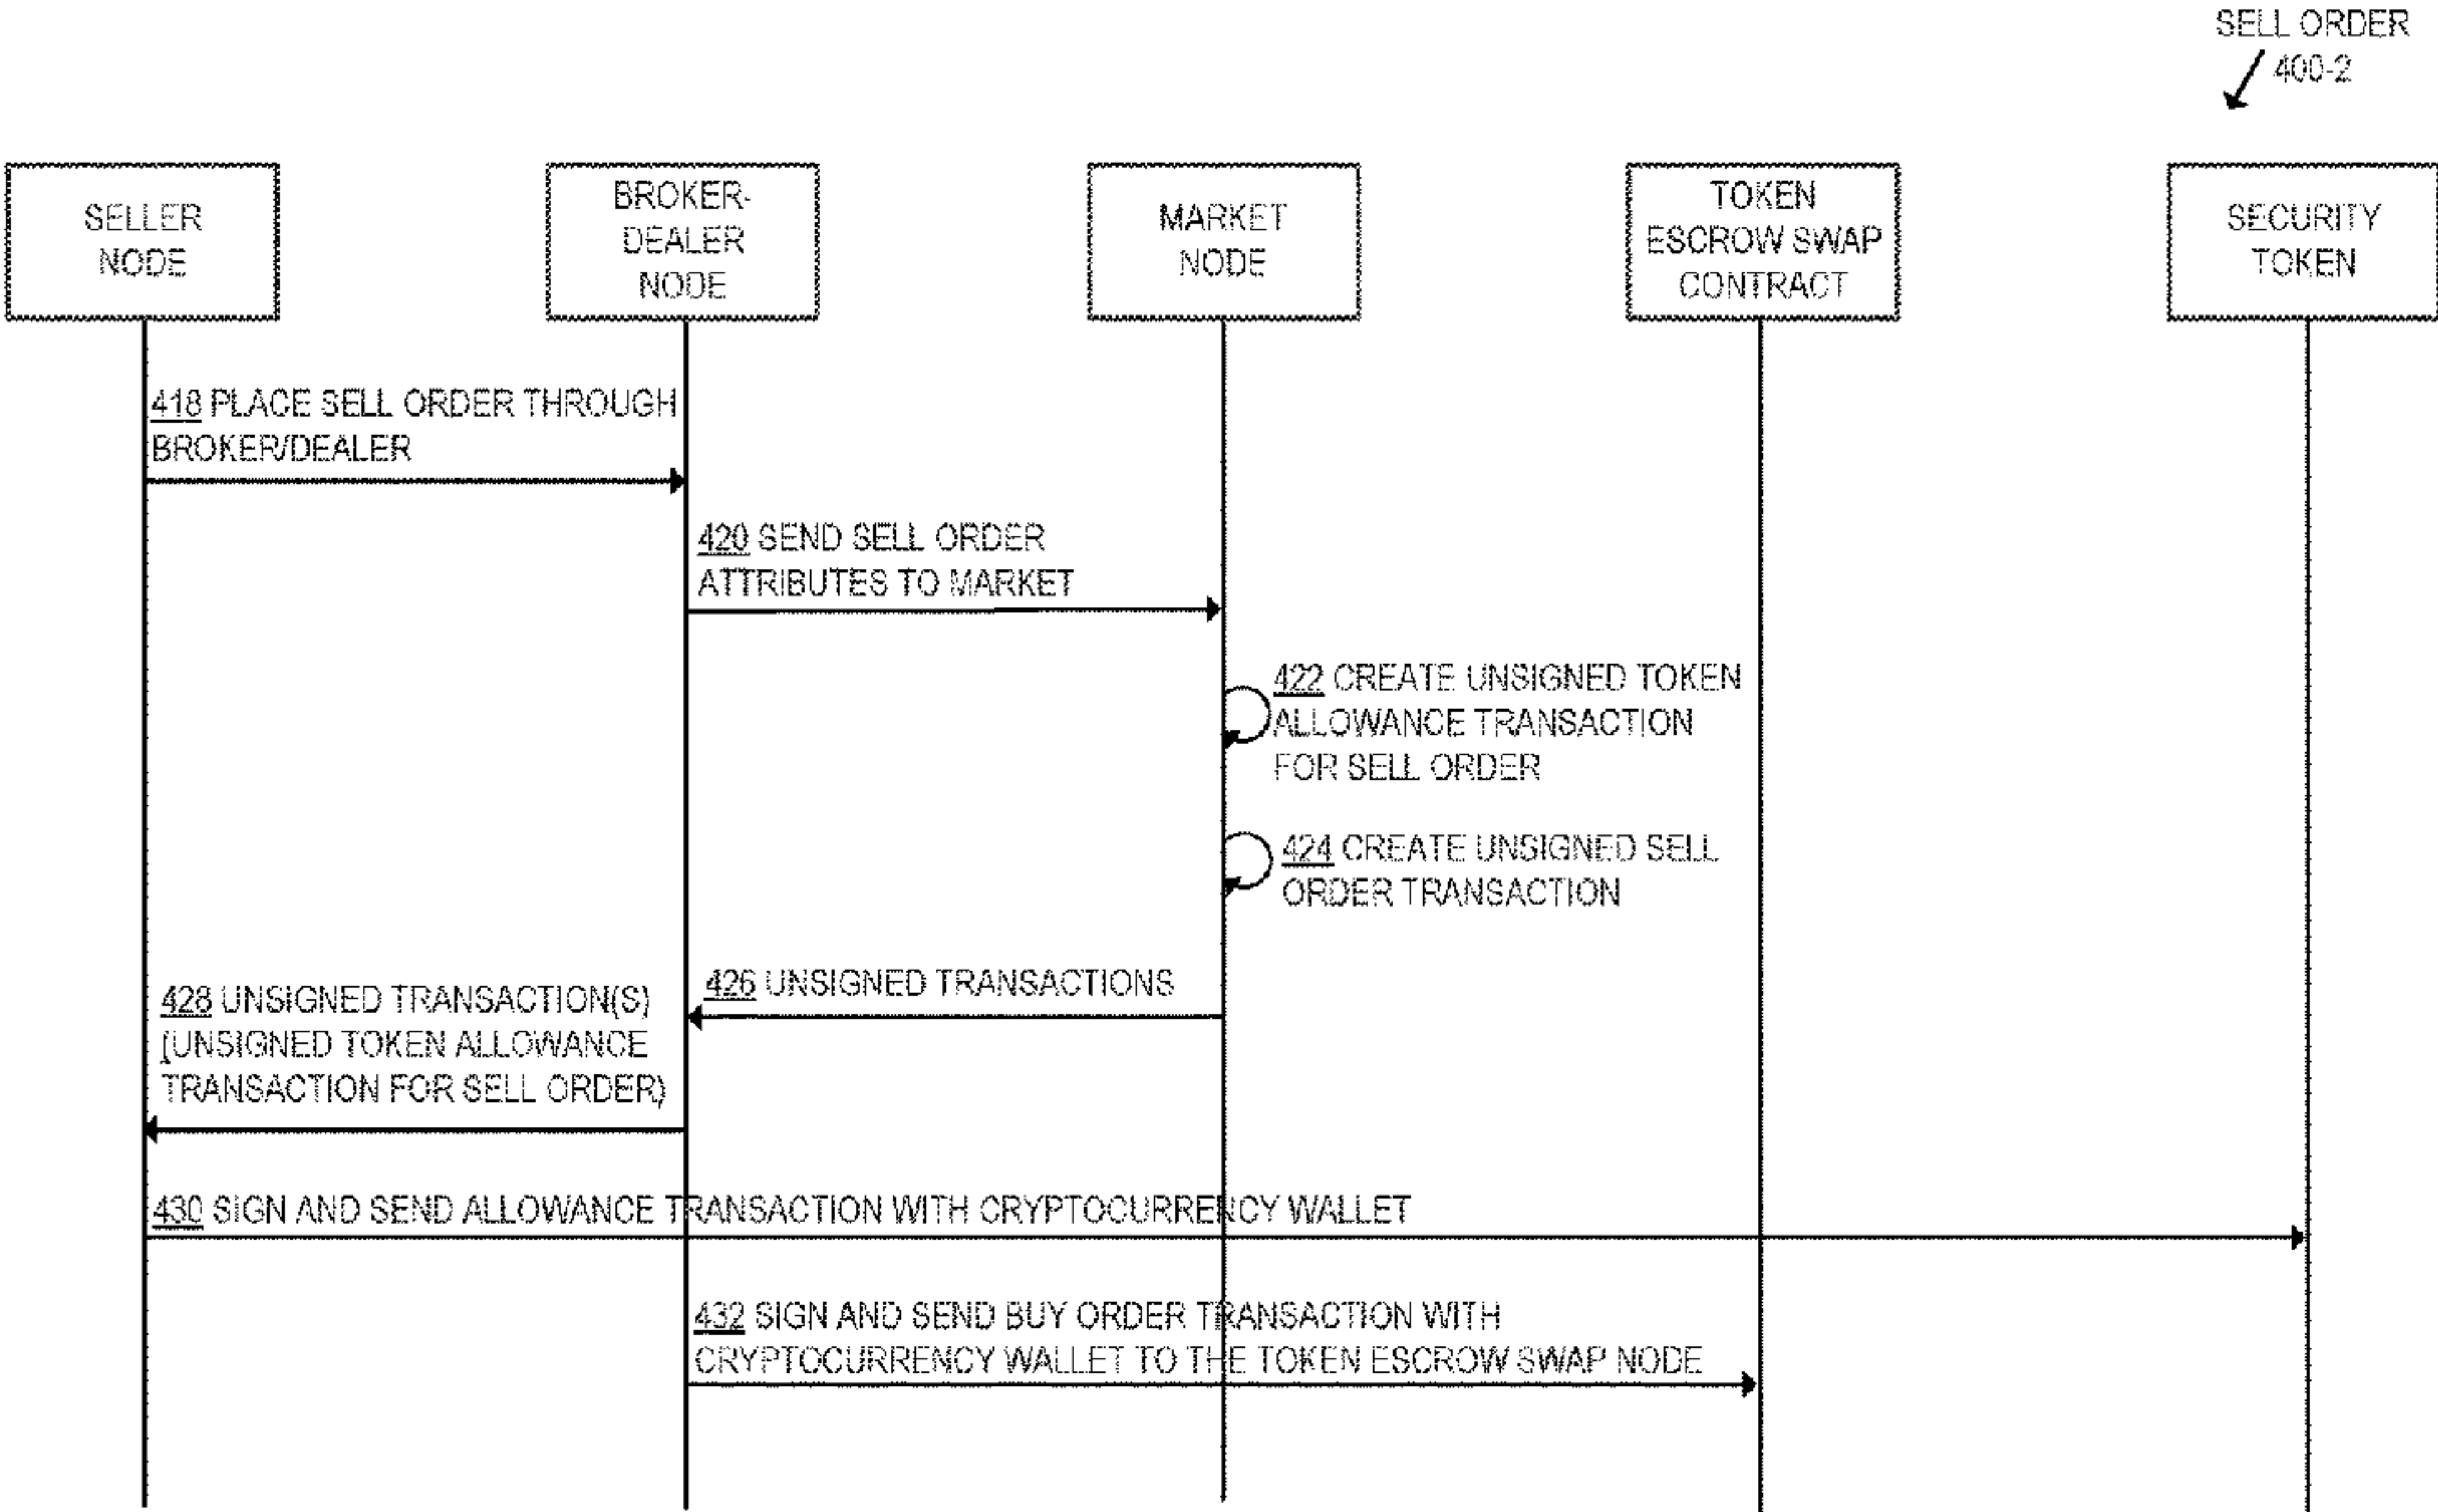 SELL ORDER
400-2
SELLER
NODE
BROKER-
DEALER
NODE
MARKET
NODE
TOKEN
ESCROW SWAP
CONTRACT
SECURITY
TOKEN
418 PLACE SELL ORDER THROUGH
BROKER/DEALER
420 SEND SELL ORDER
ATTRIBUTES TO MARKET
422 CREATE UNSIGNED TOKEN
ALLOWANCE TRANSACTION
FOR SELL ORDER
424 CREATE UNSIGNED SELL
ORDER TRANSACTION
426 UNSIGNED TRANSACTIONS
428 UNSIGNED TRANSACTION(S)
(UNSIGNED TOKEN ALLOWANCE
TRANSACTION FOR SELL ORDER)
430 SIGN AND SEND ALLOWANCE TRANSACTION WITH CRYPTOCURRENCY WALLET
432 SIGN AND SEND BUY ORDER TRANSACTION WITH
CRYPTOCURRENCY WALLET TO THE TOKEN ESCROW SWAP NODE